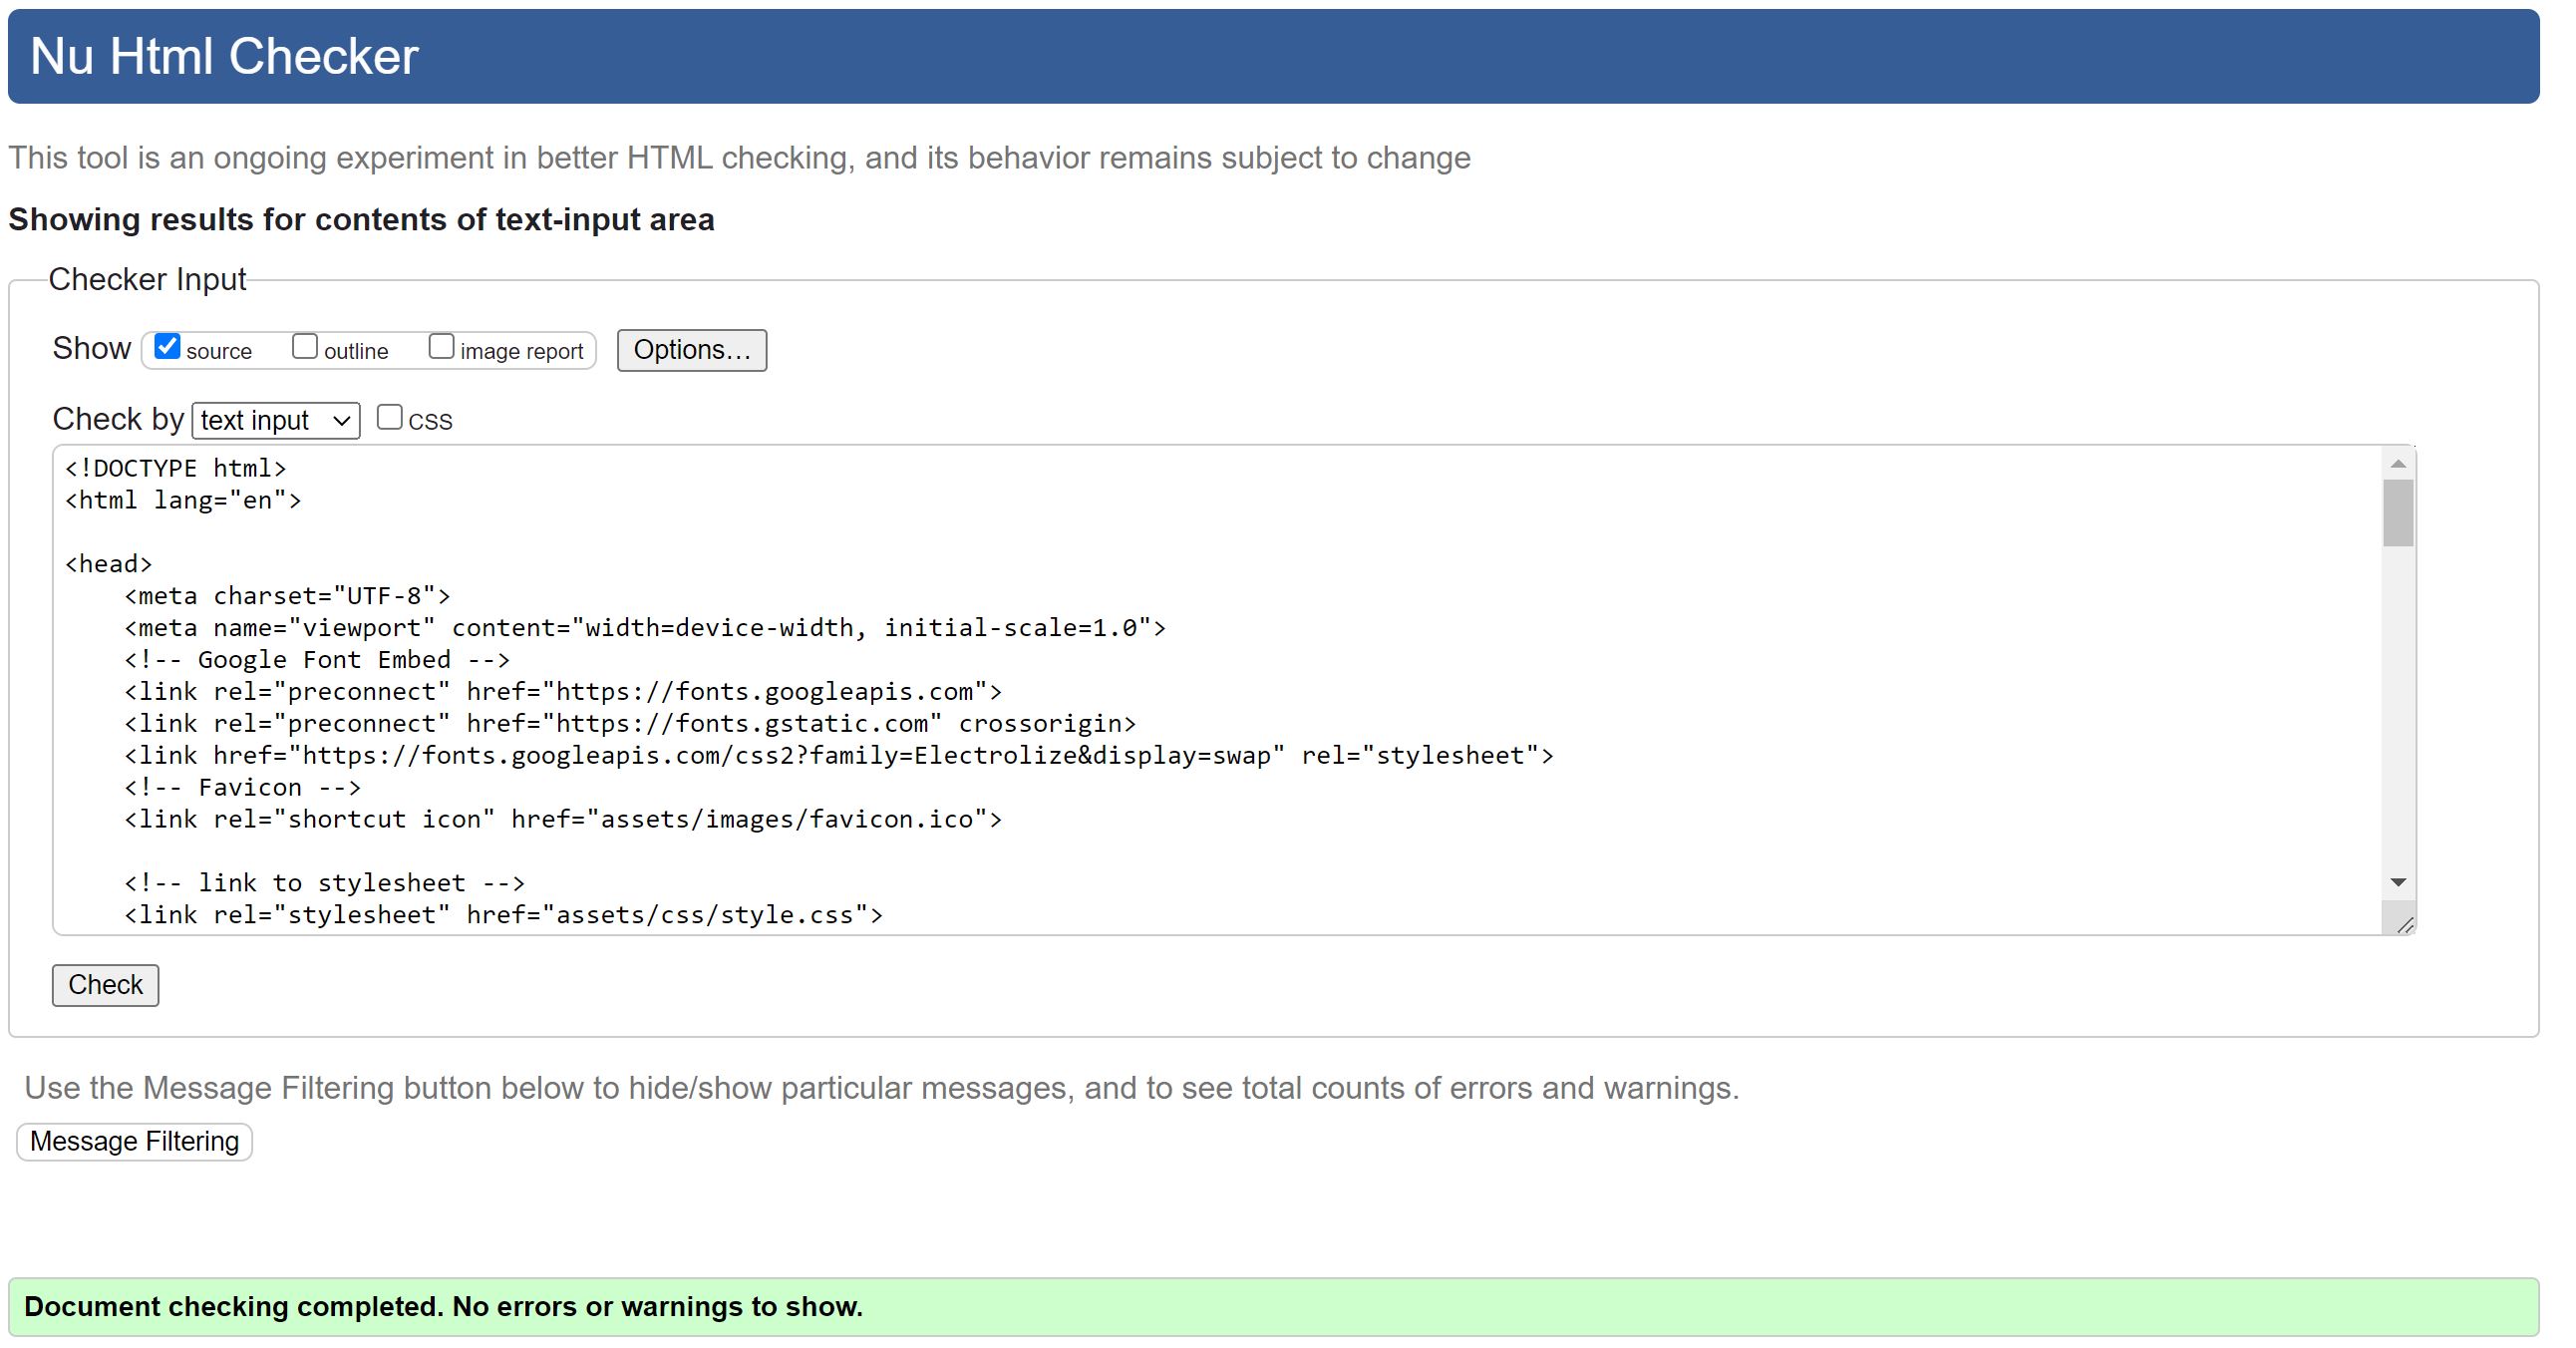 Nu Html Checker
This tool is an ongoing experiment in better HTML checking, and its behavior remains subject to change
Showing results for contents of text-input area
Checker Input
Show source outline image report Options...
Check by text input CSS
<!DOCTYPE html>
<html lang="en">
<head>
    <meta charset="UTF-8">
    <meta name="viewport" content="width=device-width, initial-scale=1.0">
    <!-- Google Font Embed -->
    <link rel="preconnect" href="https://fonts.googleapis.com">
    <link rel="preconnect" href="https://fonts.gstatic.com" crossorigin>
    <link href="https://fonts.googleapis.com/css2?family=Electrolize&display=swap" rel="stylesheet">
    <!-- Favicon -->
    <link rel="shortcut icon" href="assets/images/favicon.ico">
    <!-- link to stylesheet -->
    <link rel="stylesheet" href="assets/css/style.css">
Check
Use the Message Filtering button below to hide/show particular messages, and to see total counts of errors and warnings.
Message Filtering
Document checking completed. No errors or warnings to show.